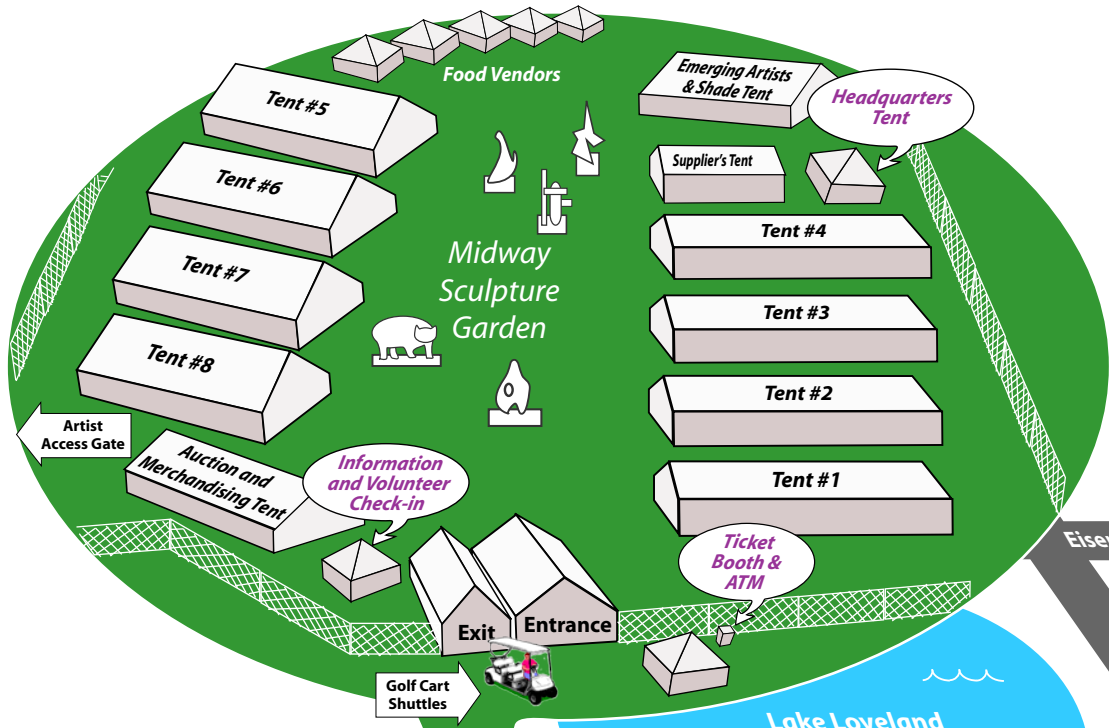 Food Vendors
Emerging Artists
& Shade Tent
Headquarters
Tent
Tent #5
Supplier's Tent
Tent #6
Tent #4
Midway
Sculpture
Garden
Tent #7
Tent #3
Tent #8
Tent #2
Artist
Access Gate
Auction and
Merchandising Tent
Information
and Volunteer
Check-in
Tent #1
Ticket
Booth &
ATM
Exit
Entrance
Golf Cart
Shuttles
Lake Loveland